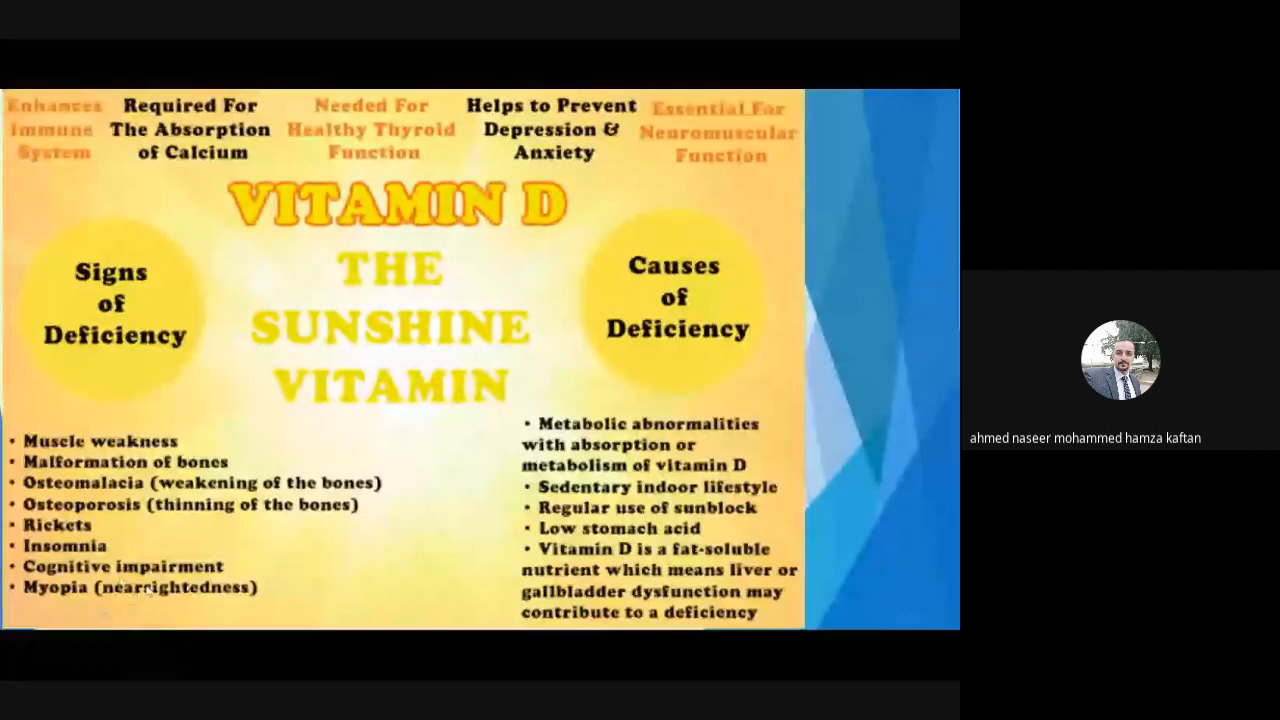 Enhances
Immune
System
Required For
The Absorption
of Calcium
Needed For
Healthy Thyroid
Function
Helps to Prevent
Depression &
Anxiety
Essential For
Neuromuscular
Function
VITAMIN D
THE
SUNSHINE
VITAMIN
Signs
of
Deficiency
• Muscle weakness
• Malformation of bones
• Osteomalacia (weakening of the bones)
• Osteoporosis (thinning of the bones)
• Rickets
• Insomnia
• Cognitive impairment
• Myopia (nearsightedness)
Causes
of
Deficiency
• Metabolic abnormalities
with absorption or
metabolism of vitamin D
• Sedentary indoor lifestyle
• Regular use of sunblock
• Low stomach acid
• Vitamin D is a fat-soluble
nutrient which means liver or
gallbladder dysfunction may
contribute to a deficiency
ahmed naseer mohammed hamza kaftan